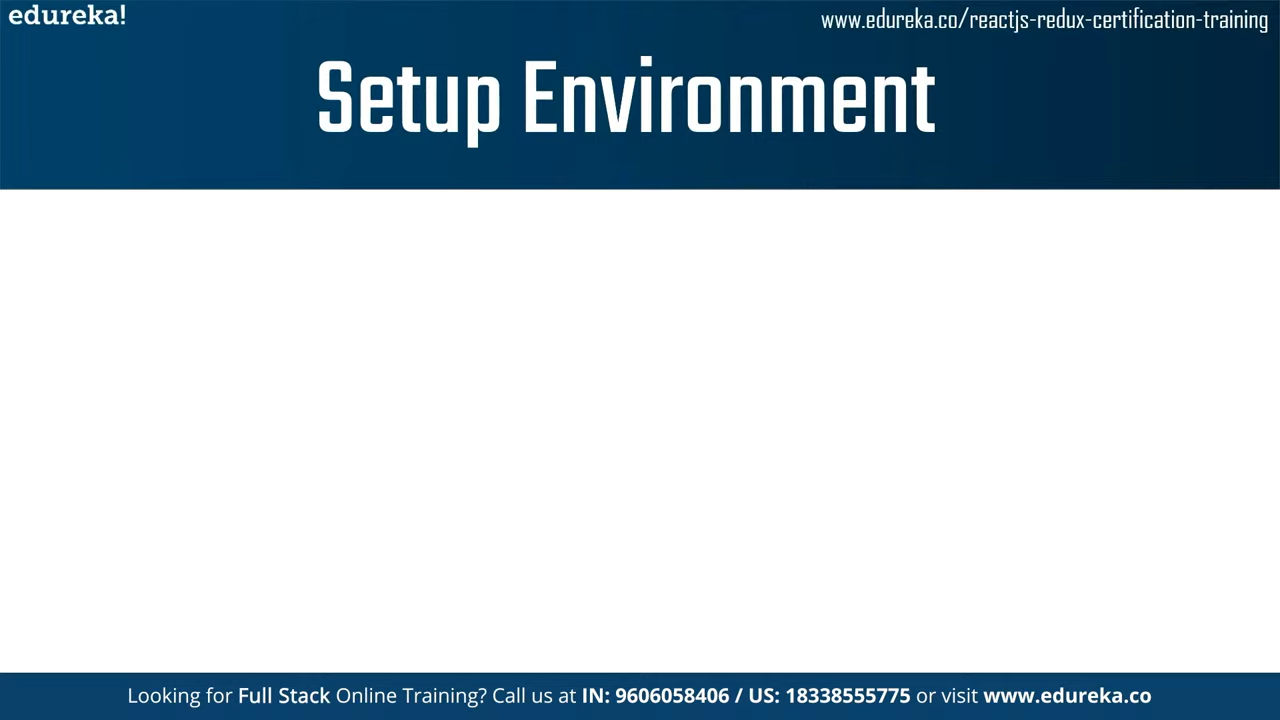 edureka!
www.edureka.co/reactjs-redux-certification-training
Setup Environment
Looking for Full Stack Online Training? Call us at IN: 9606058406 / US: 18338555775 or visit www.edureka.co